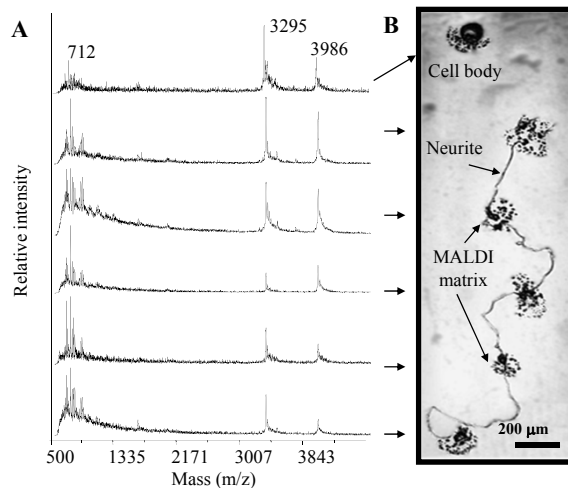 A
712
3295
3986
Relative intensity
500 1335 2171 3007 3843
Mass (m/z)
B
Cell body
Neurite
MALDI
matrix
200 μm